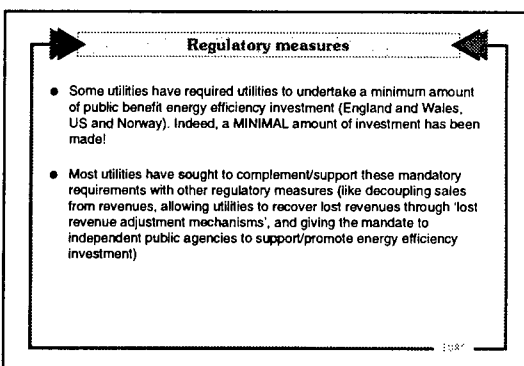 Regulatory measures
● Some utilities have required utilities to undertake a minimum amount
of public benefit energy efficiency investment (England and Wales,
US and Norway). Indeed, a MINIMAL amount of investment has been
made!
● Most utilities have sought to complement/support these mandatory
requirements with other regulatory measures (like decoupling sales
from revenues, allowing utilities to recover lost revenues through 'lost
revenue adjustment mechanisms', and giving the mandate to
independent public agencies to support/promote energy efficiency
investment)